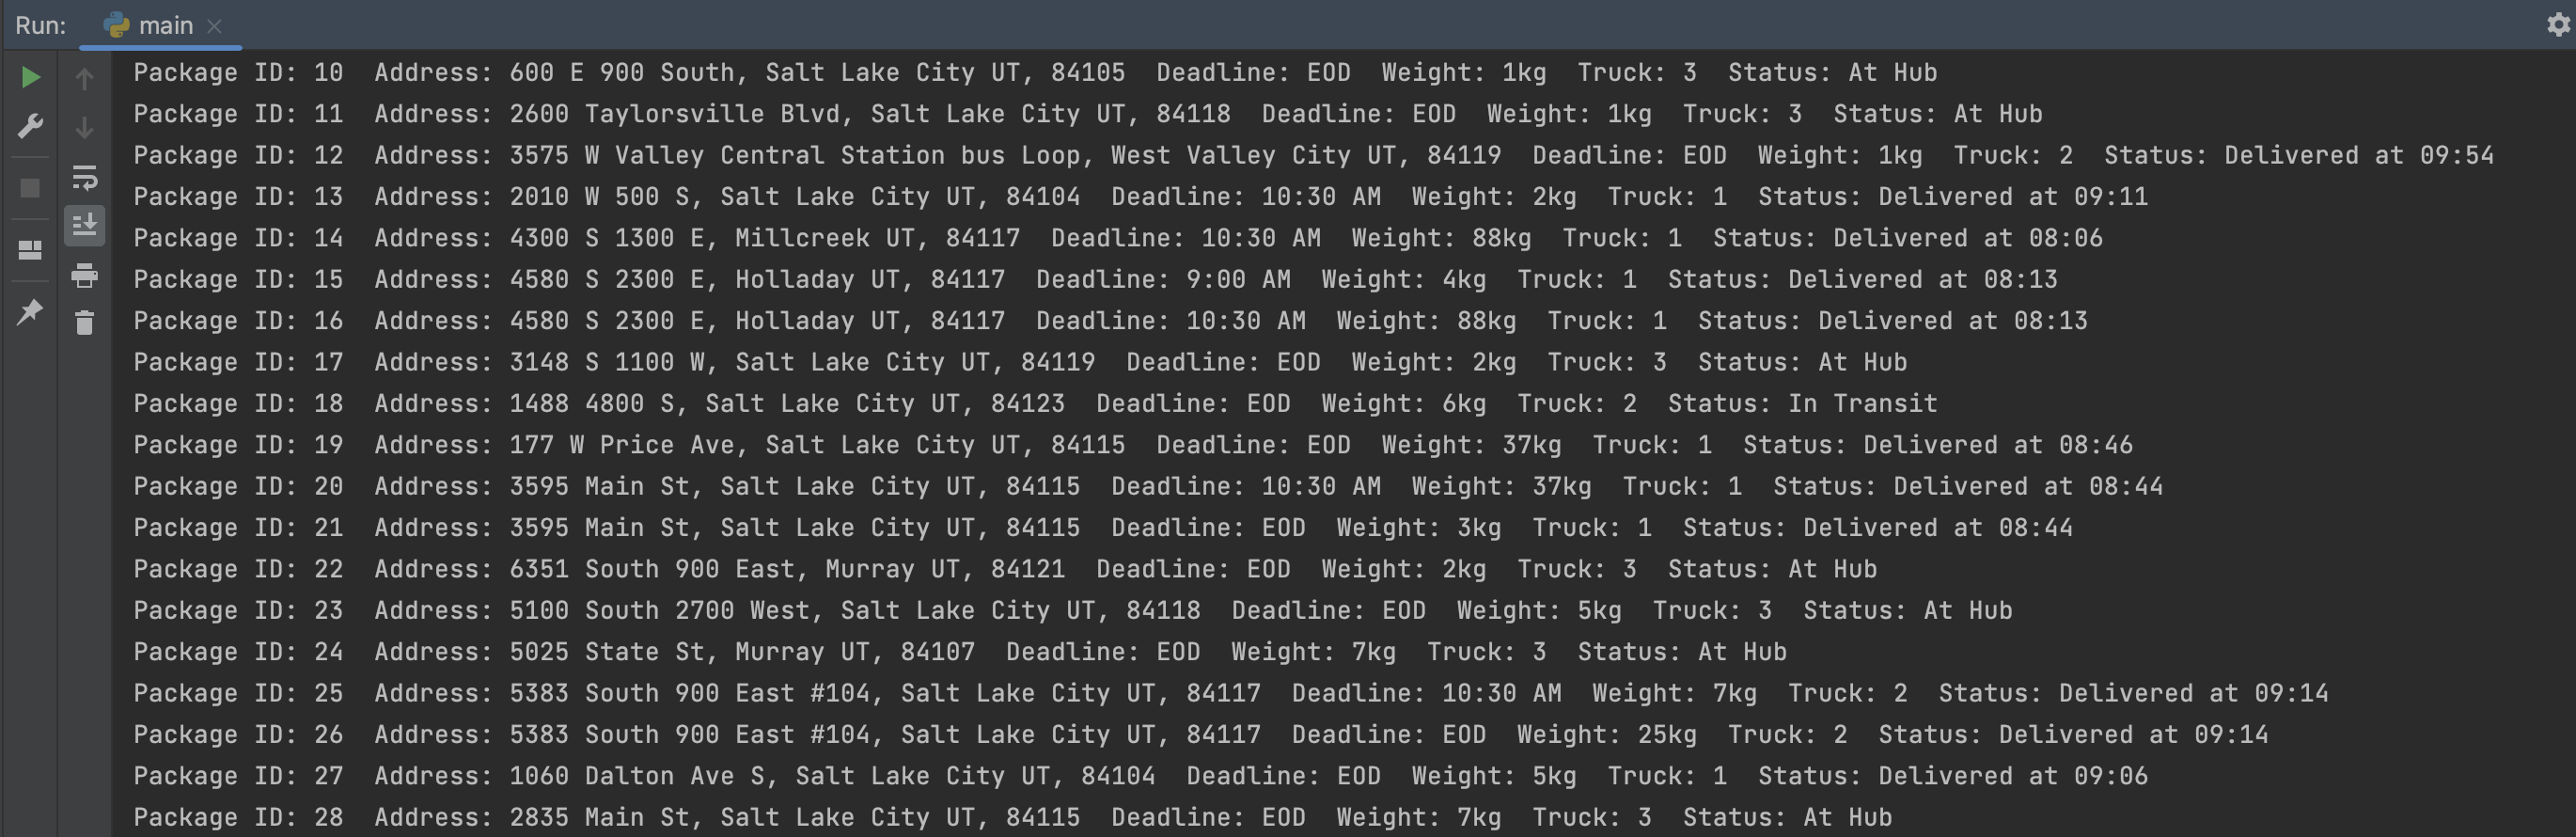 Run: main
Package ID: 10  Address: 600 E 900 South, Salt Lake City UT, 84105  Deadline: EOD  Weight: 1kg  Truck: 3  Status: At Hub
Package ID: 11  Address: 2600 Taylorsville Blvd, Salt Lake City UT, 84118  Deadline: EOD  Weight: 1kg  Truck: 3  Status: At Hub
Package ID: 12  Address: 3575 W Valley Central Station bus Loop, West Valley City UT, 84119  Deadline: EOD  Weight: 1kg  Truck: 2  Status: Delivered at 09:54
Package ID: 13  Address: 2010 W 500 S, Salt Lake City UT, 84104  Deadline: 10:30 AM  Weight: 2kg  Truck: 1  Status: Delivered at 09:11
Package ID: 14  Address: 4300 S 1300 E, Millcreek UT, 84117  Deadline: 10:30 AM  Weight: 88kg  Truck: 1  Status: Delivered at 08:06
Package ID: 15  Address: 4580 S 2300 E, Holladay UT, 84117  Deadline: 9:00 AM  Weight: 4kg  Truck: 1  Status: Delivered at 08:13
Package ID: 16  Address: 4580 S 2300 E, Holladay UT, 84117  Deadline: 10:30 AM  Weight: 88kg  Truck: 1  Status: Delivered at 08:13
Package ID: 17  Address: 3148 S 1100 W, Salt Lake City UT, 84119  Deadline: EOD  Weight: 2kg  Truck: 3  Status: At Hub
Package ID: 18  Address: 1488 4800 S, Salt Lake City UT, 84123  Deadline: EOD  Weight: 6kg  Truck: 2  Status: In Transit
Package ID: 19  Address: 177 W Price Ave, Salt Lake City UT, 84115  Deadline: EOD  Weight: 37kg  Truck: 1  Status: Delivered at 08:46
Package ID: 20  Address: 3595 Main St, Salt Lake City UT, 84115  Deadline: 10:30 AM  Weight: 37kg  Truck: 1  Status: Delivered at 08:44
Package ID: 21  Address: 3595 Main St, Salt Lake City UT, 84115  Deadline: EOD  Weight: 3kg  Truck: 1  Status: Delivered at 08:44
Package ID: 22  Address: 6351 South 900 East, Murray UT, 84121  Deadline: EOD  Weight: 2kg  Truck: 3  Status: At Hub
Package ID: 23  Address: 5100 South 2700 West, Salt Lake City UT, 84118  Deadline: EOD  Weight: 5kg  Truck: 3  Status: At Hub
Package ID: 24  Address: 5025 State St, Murray UT, 84107  Deadline: EOD  Weight: 7kg  Truck: 3  Status: At Hub
Package ID: 25  Address: 5383 South 900 East #104, Salt Lake City UT, 84117  Deadline: 10:30 AM  Weight: 7kg  Truck: 2  Status: Delivered at 09:14
Package ID: 26  Address: 5383 South 900 East #104, Salt Lake City UT, 84117  Deadline: EOD  Weight: 25kg  Truck: 2  Status: Delivered at 09:14
Package ID: 27  Address: 1060 Dalton Ave S, Salt Lake City UT, 84104  Deadline: EOD  Weight: 5kg  Truck: 1  Status: Delivered at 09:06
Package ID: 28  Address: 2835 Main St, Salt Lake City UT, 84115  Deadline: EOD  Weight: 7kg  Truck: 3  Status: At Hub